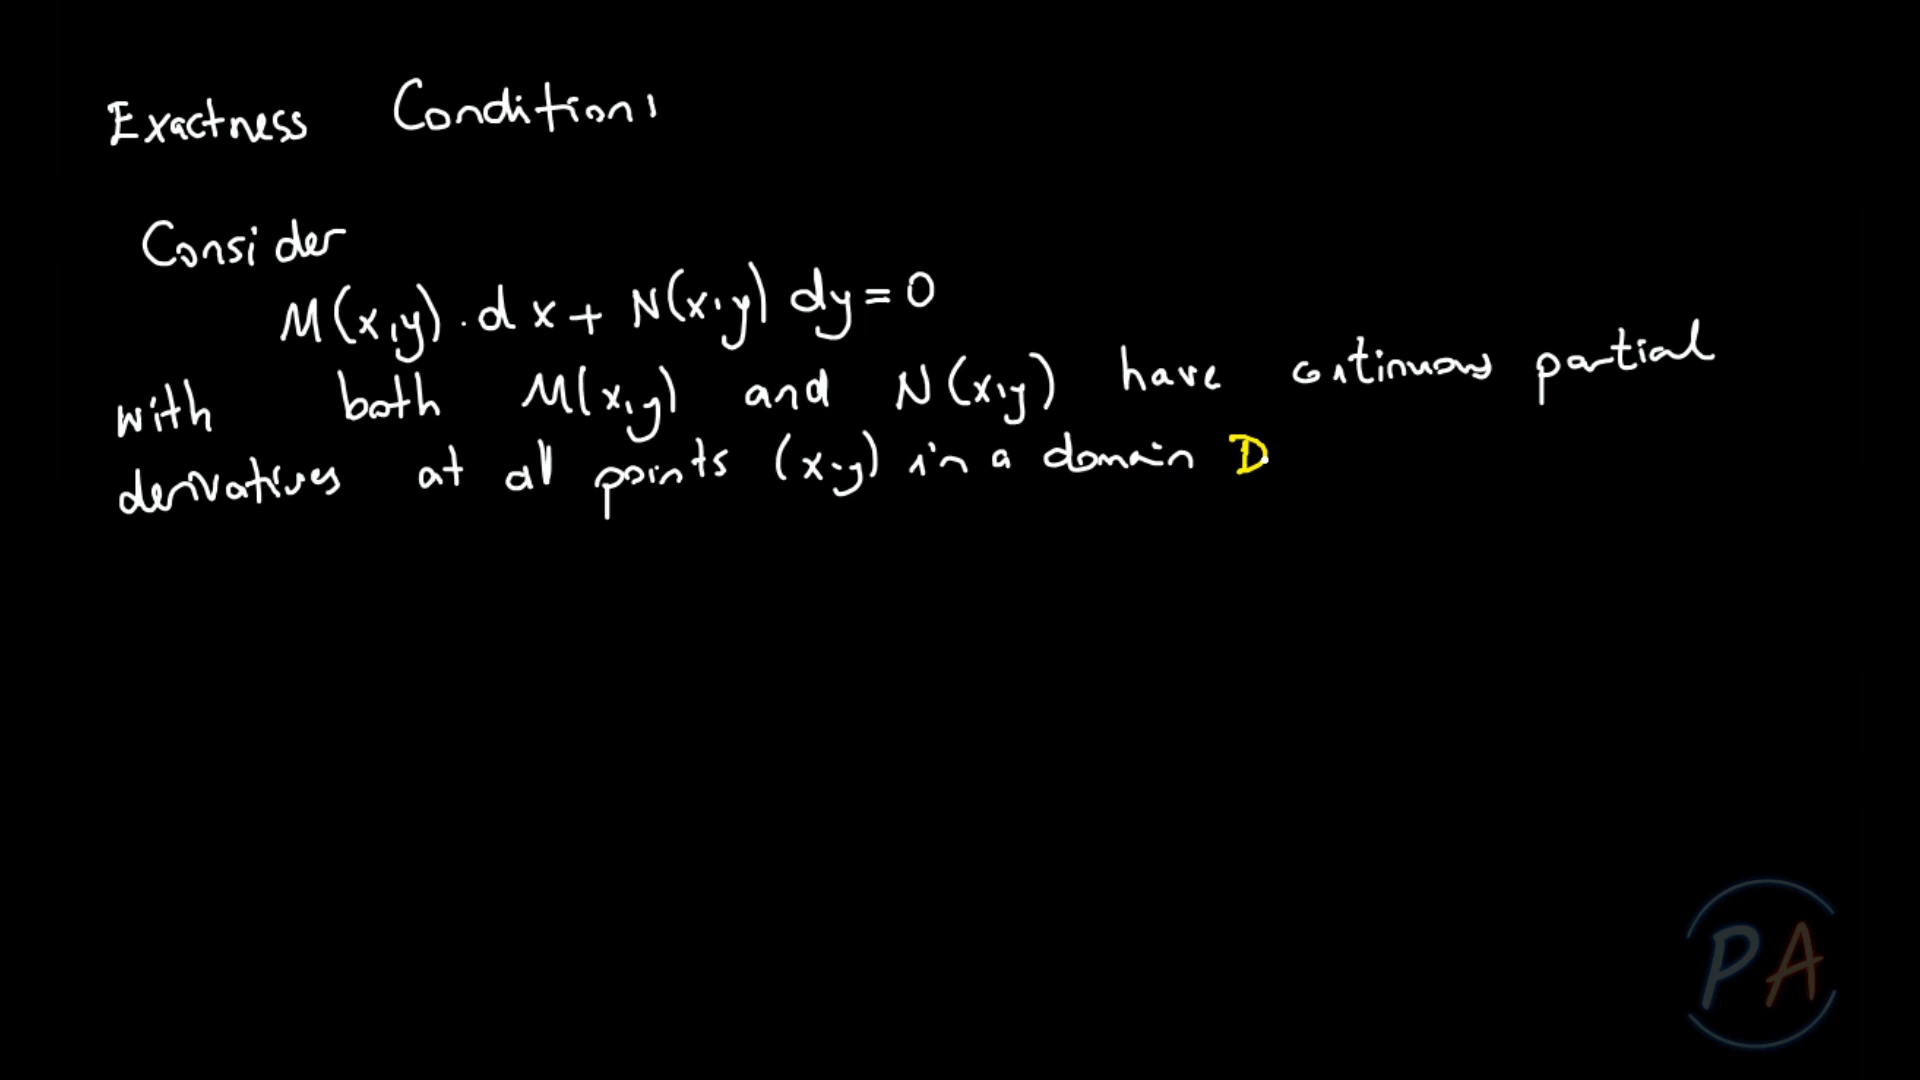 Exactness Condition:
Consider
M(x,y)·dx + N(x,y) dy = 0
with both M(x,y) and N(x,y) have continuous partial
derivatives at all points (x,y) in a domain D
PA